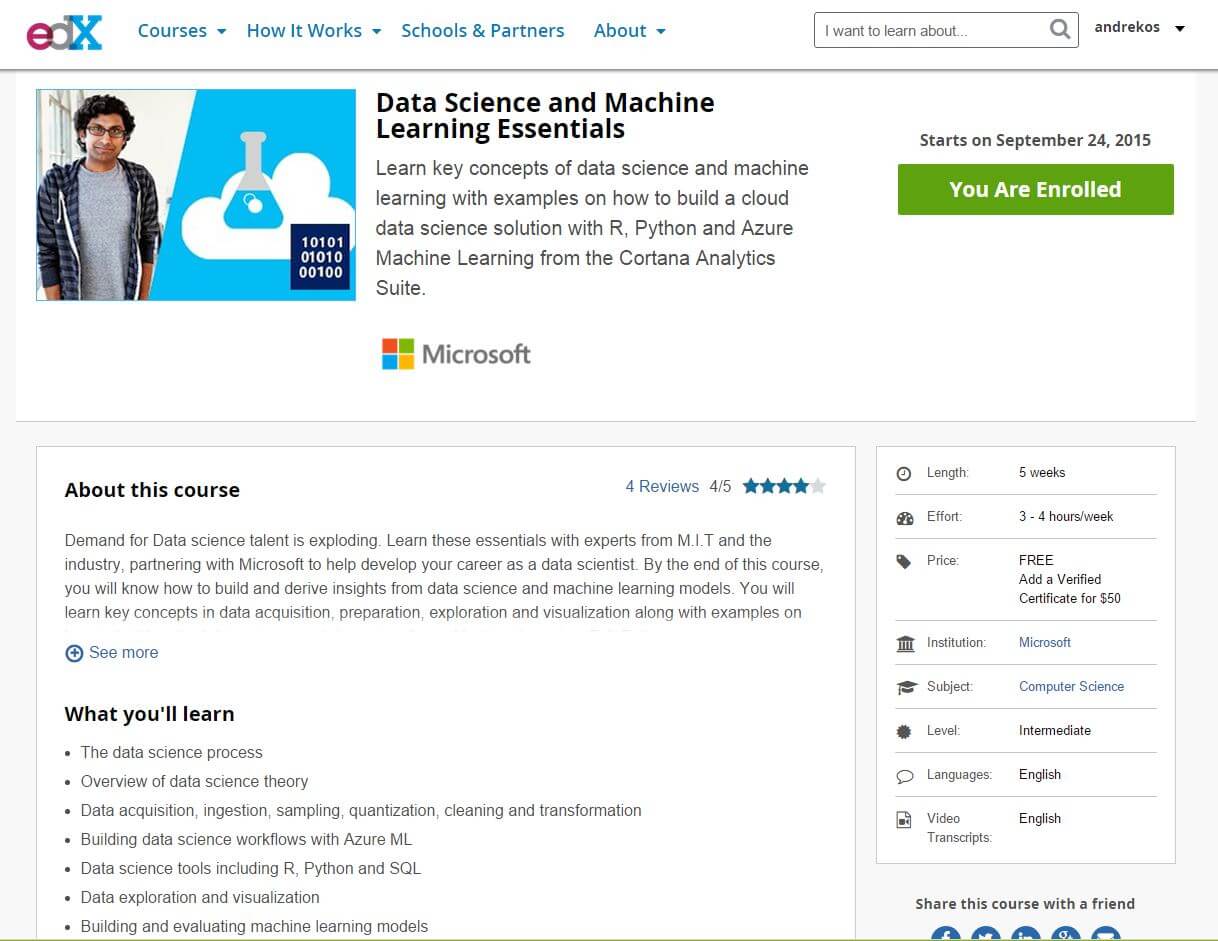 edX
Courses
How It Works
Schools & Partners
About
I want to learn about...
andrekos
10101
01010
00100
Data Science and Machine
Learning Essentials
Learn key concepts of data science and machine
learning with examples on how to build a cloud
data science solution with R, Python and Azure
Machine Learning from the Cortana Analytics
Suite.
Microsoft
Starts on September 24, 2015
You Are Enrolled
About this course
4 Reviews 4/5
Demand for Data science talent is exploding. Learn these essentials with experts from M.I.T and the
industry, partnering with Microsoft to help develop your career as a data scientist. By the end of this course,
you will know how to build and derive insights from data science and machine learning models. You will
learn key concepts in data acquisition, preparation, exploration and visualization along with examples on
See more
What you'll learn
The data science process
Overview of data science theory
Data acquisition, ingestion, sampling, quantization, cleaning and transformation
Building data science workflows with Azure ML
Data science tools including R, Python and SQL
Data exploration and visualization
Building and evaluating machine learning models
Length: 5 weeks
Effort: 3 - 4 hours/week
Price: FREE
Add a Verified
Certificate for $50
Institution: Microsoft
Subject: Computer Science
Level: Intermediate
Languages: English
Video English
Transcripts:
Share this course with a friend